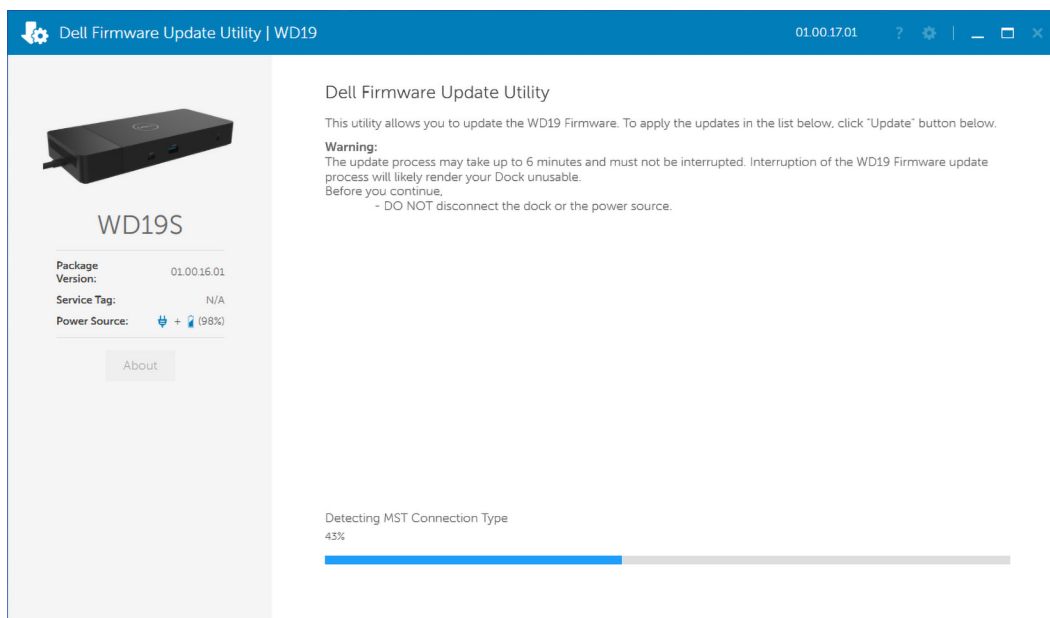 Dell Firmware Update Utility | WD19
01.00.17.01
?
Dell Firmware Update Utility
This utility allows you to update the WD19 Firmware. To apply the updates in the list below, click "Update" button below.
Warning:
The update process may take up to 6 minutes and must not be interrupted. Interruption of the WD19 Firmware update
process will likely render your Dock unusable.
Before you continue,
- DO NOT disconnect the dock or the power source.
WD19S
Package
Version:
01.00.16.01
Service Tag: N/A
Power Source: + (98%)
About
Detecting MST Connection Type
43%